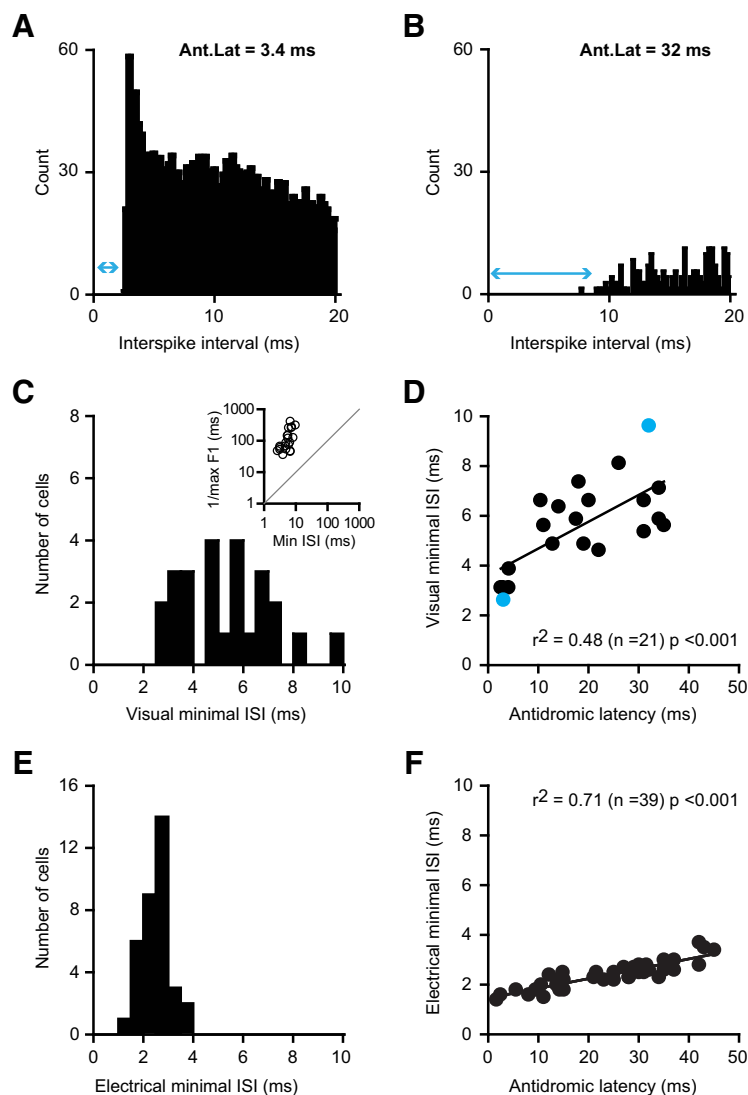 A
Ant.Lat = 3.4 ms
60
30
0
Count
0 10 20
Interspike interval (ms)
B
Ant.Lat = 32 ms
60
30
0
Count
0 10 20
Interspike interval (ms)
C
8
6
4
2
0
Number of cells
0 2 4 6 8 10
Visual minimal ISI (ms)
1000
100
10
1
1/max F1 (ms)
1 10 100 1000
Min ISI (ms)
D
10
8
6
4
2
0
Visual minimal ISI (ms)
r2 = 0.48 (n =21) p <0.001
0 10 20 30 40 50
Antidromic latency (ms)
E
16
12
8
4
0
Number of cells
0 2 4 6 8 10
Electrical minimal ISI (ms)
F
10
8
6
4
2
0
Electrical minimal ISI (ms)
r2 = 0.71 (n =39) p <0.001
0 10 20 30 40 50
Antidromic latency (ms)